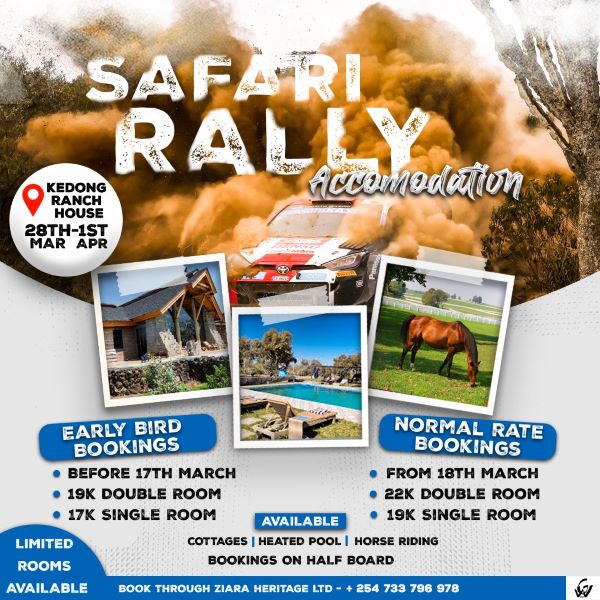 SAFARI
RALLY
Accomodation
KEDONG
RANCH
HOUSE
28TH-1ST
MAR APR
TOYOTA
EARLY BIRD
BOOKINGS
• BEFORE 17TH MARCH
• 19K DOUBLE ROOM
• 17K SINGLE ROOM
NORMAL RATE
BOOKINGS
• FROM 18TH MARCH
• 22K DOUBLE ROOM
• 19K SINGLE ROOM
AVAILABLE
COTTAGES | HEATED POOL | HORSE RIDING
BOOKINGS ON HALF BOARD
LIMITED
ROOMS
AVAILABLE
BOOK THROUGH ZIARA HERITAGE LTD - + 254 733 796 978